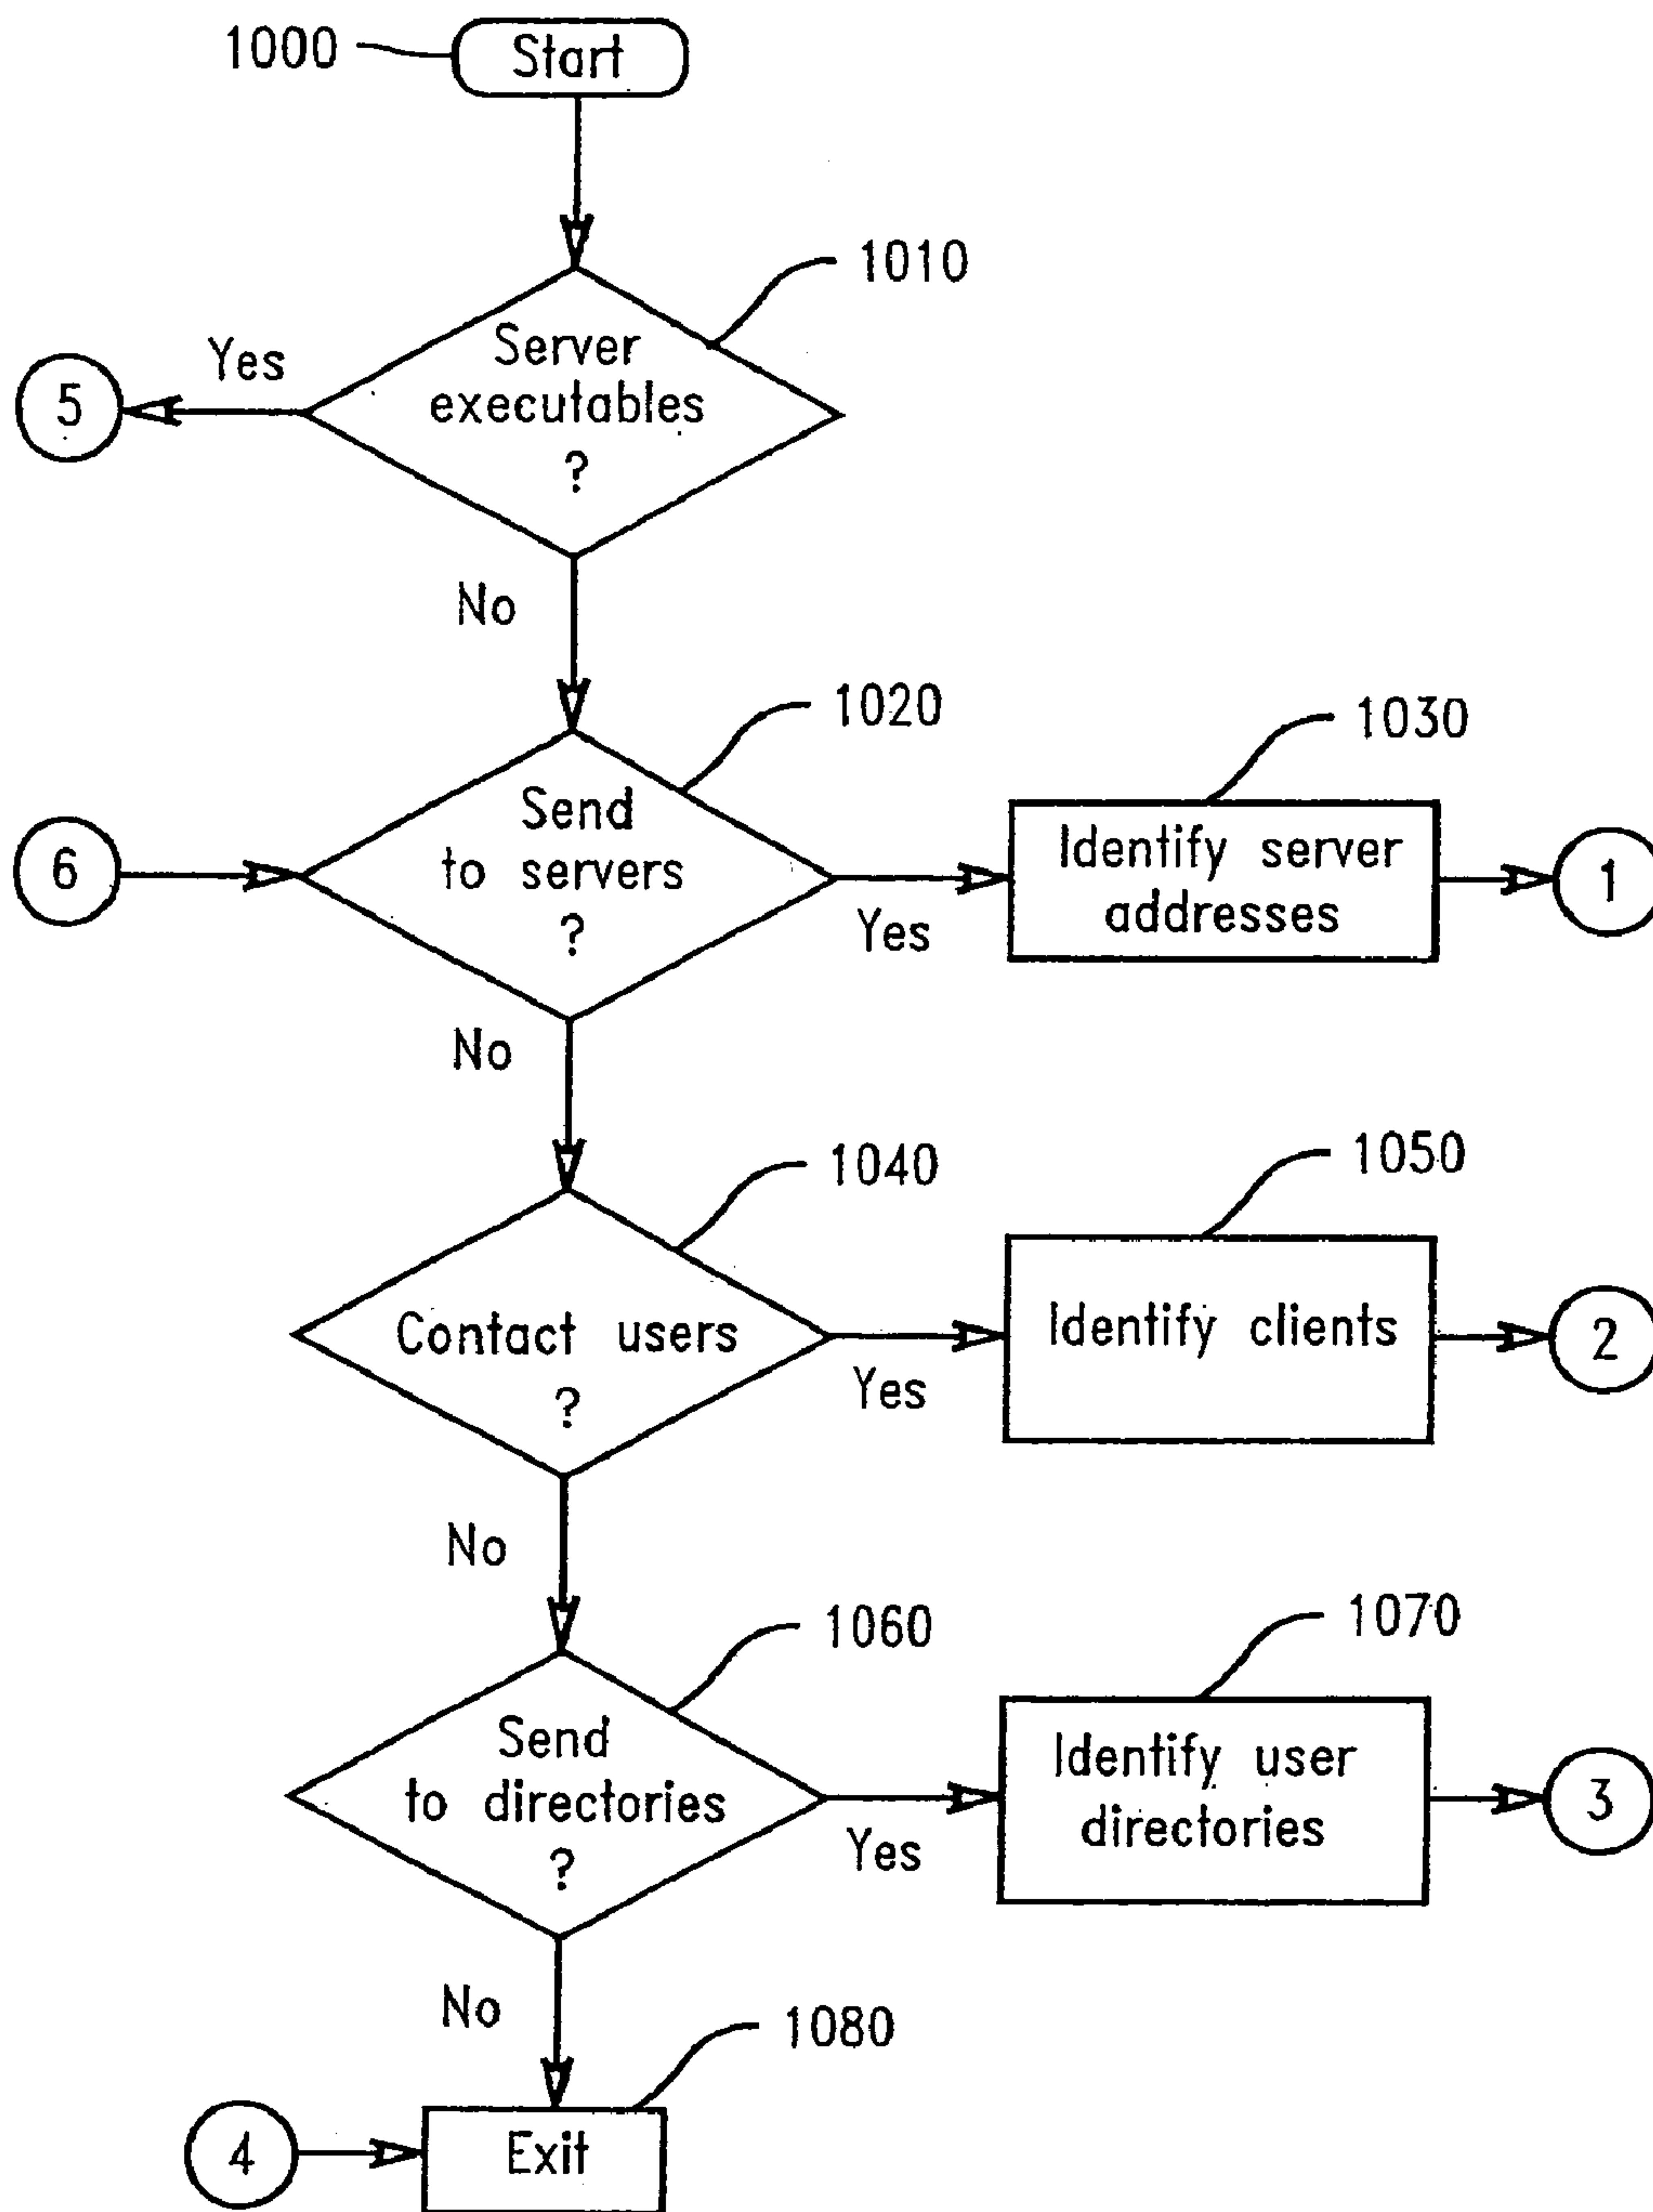 1000
Start
1010
Server
executables
?
Yes
5
No
1020
Send
to servers
?
6
Yes
1030
Identify server
addresses
1
No
1040
Contact users
?
Yes
1050
Identify clients
2
No
1060
Send
to directories
?
Yes
1070
Identify user
directories
3
No
1080
4
Exit